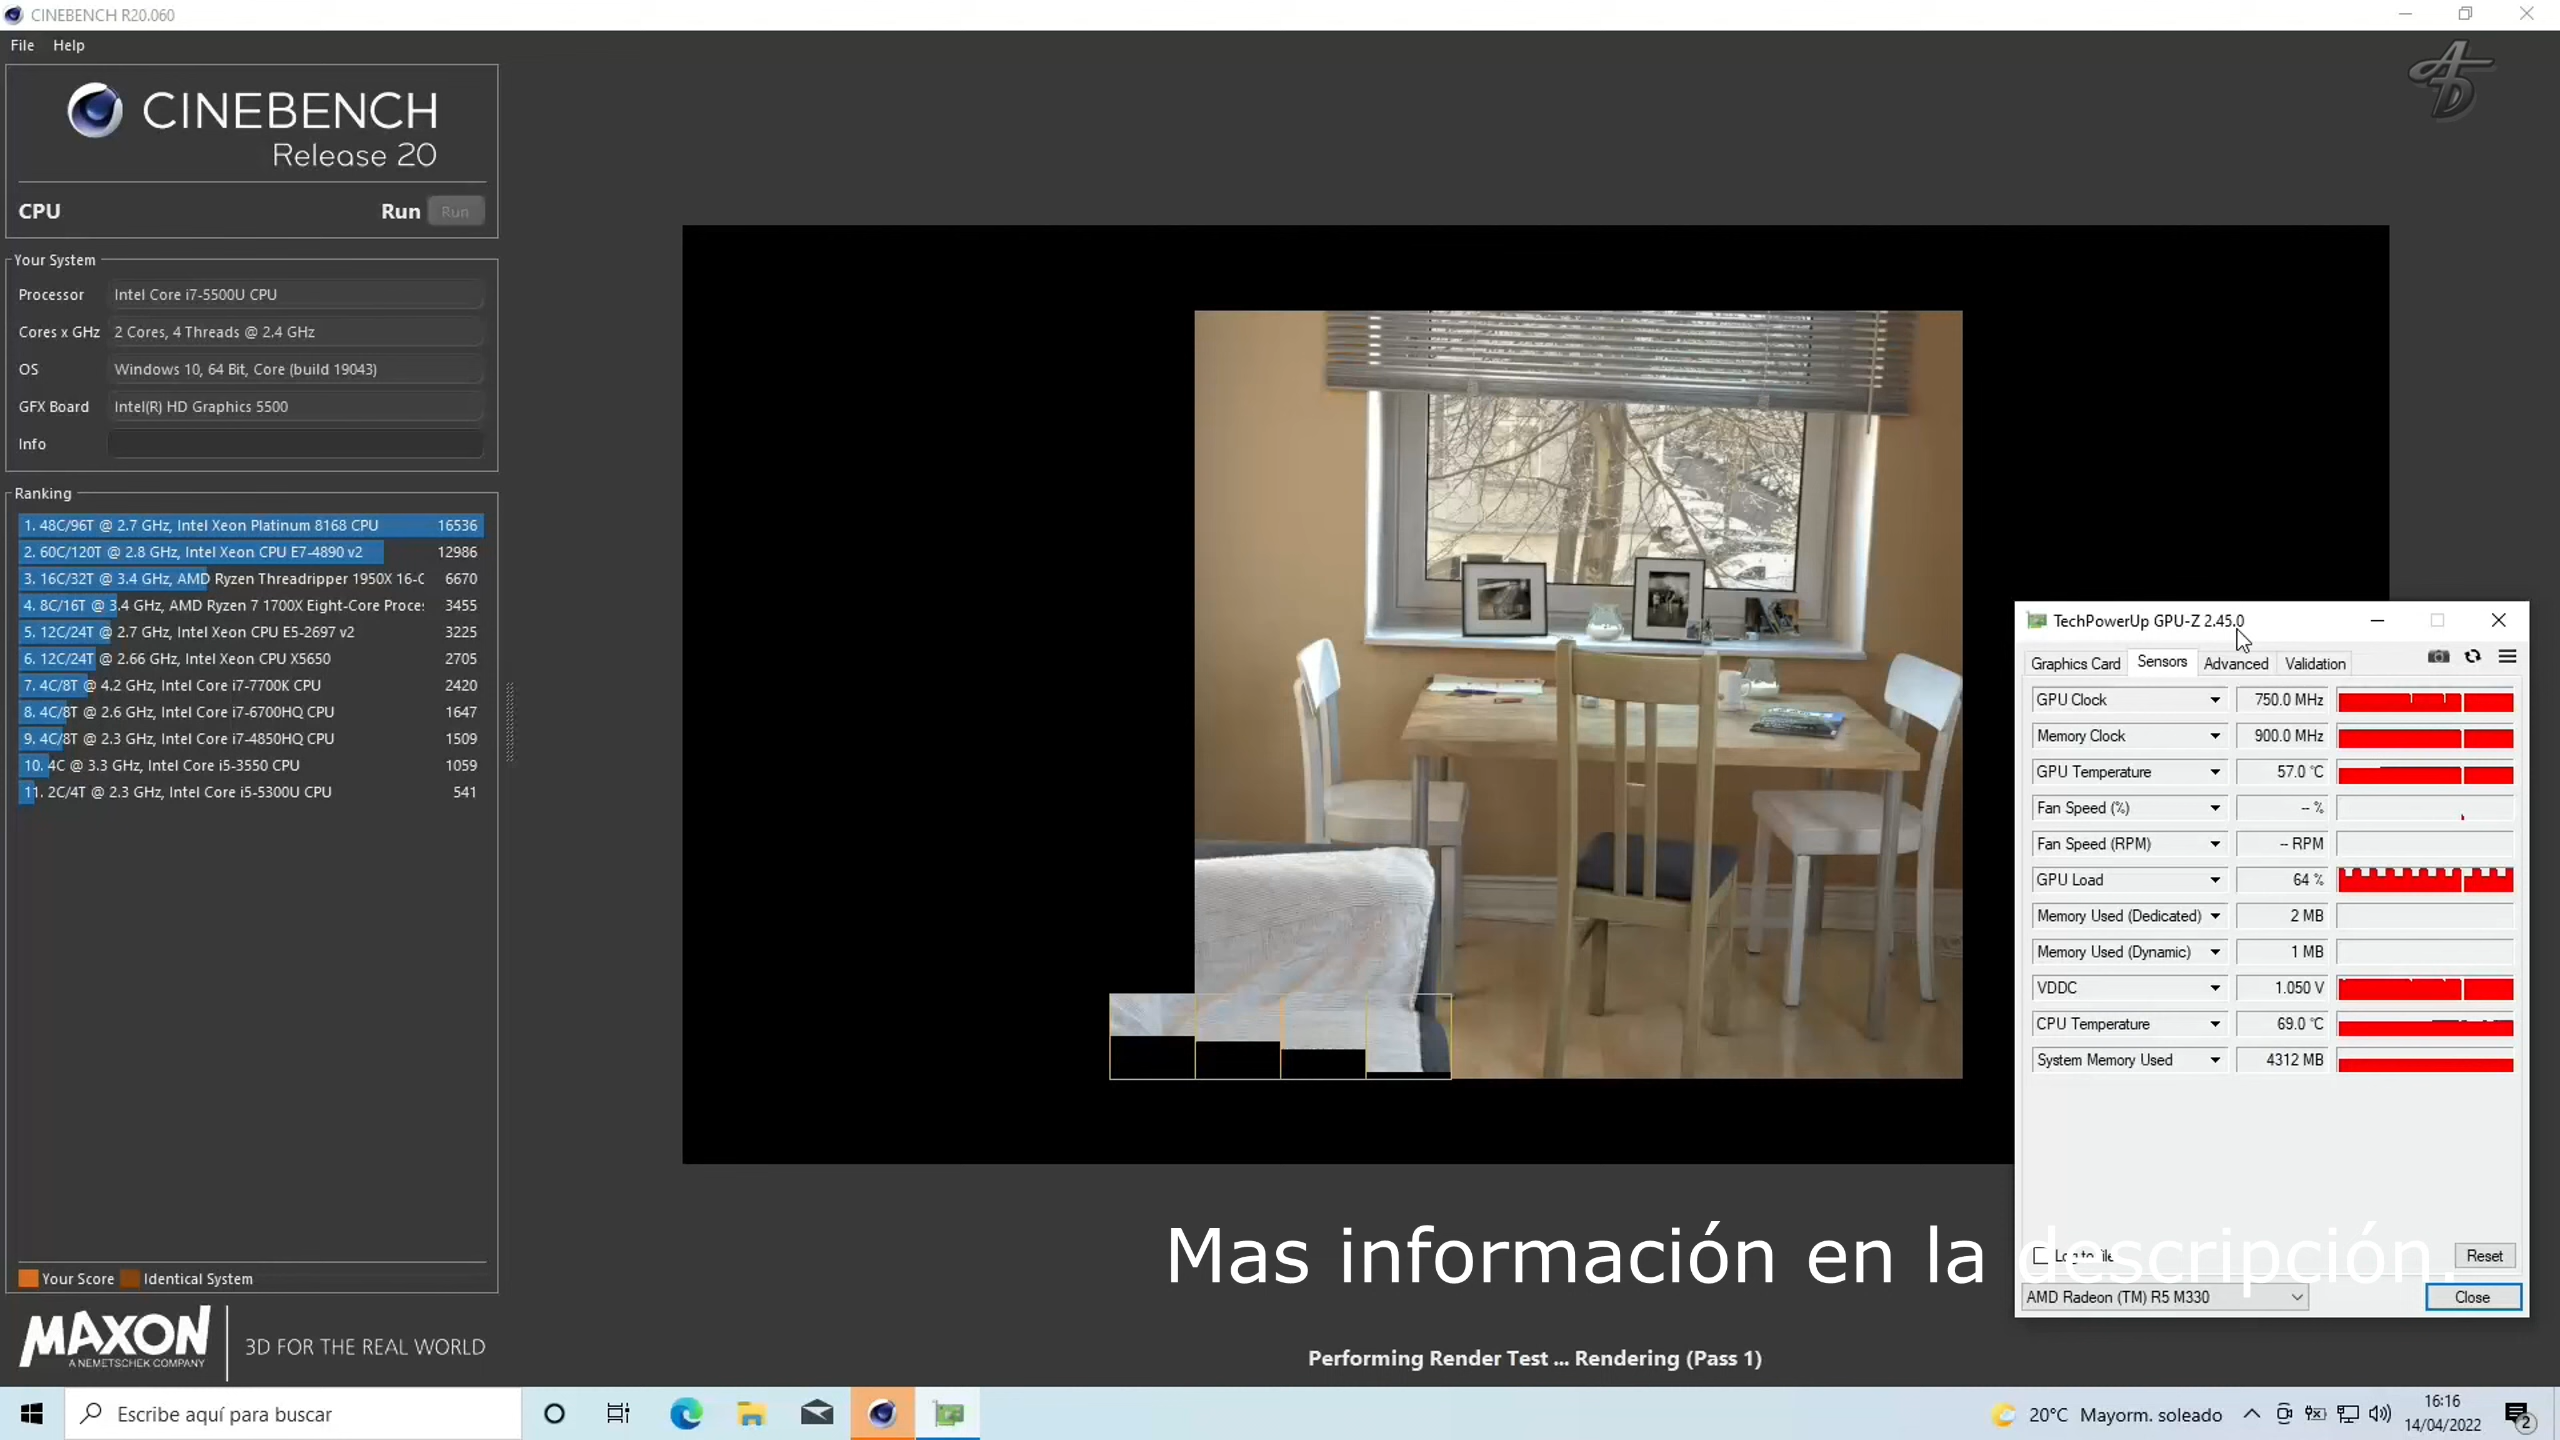 CINEBENCH R20.060
File Help
CINEBENCH
Release 20
CPU Run Run
Your System
Processor Intel Core i7-5500U CPU
Cores x GHz 2 Cores, 4 Threads @ 2.4 GHz
OS Windows 10, 64 Bit, Core (build 19043)
GFX Board Intel(R) HD Graphics 5500
Info
Ranking
1. 48C/96T @ 2.7 GHz, Intel Xeon Platinum 8168 CPU 16536
2. 60C/120T @ 2.8 GHz, Intel Xeon CPU E7-4890 v2 12986
3. 16C/32T @ 3.4 GHz, AMD Ryzen Threadripper 1950X 16-C 6670
4. 8C/16T @ 3.4 GHz, AMD Ryzen 7 1700X Eight-Core Proce 3455
5. 12C/24T @ 2.7 GHz, Intel Xeon CPU E5-2697 v2 3225
6. 12C/24T @ 2.66 GHz, Intel Xeon CPU X5650 2705
7. 4C/8T @ 4.2 GHz, Intel Core i7-7700K CPU 2420
8. 4C/8T @ 2.6 GHz, Intel Core i7-6700HQ CPU 1647
9. 4C/8T @ 2.3 GHz, Intel Core i7-4850HQ CPU 1509
10. 4C @ 3.3 GHz, Intel Core i5-3550 CPU 1059
11. 2C/4T @ 2.3 GHz, Intel Core i5-5300U CPU 541
Your Score Identical System
MAXON
A NEMETSCHEK COMPANY
3D FOR THE REAL WORLD
TechPowerUp GPU-Z 2.45.0
Graphics Card Sensors Advanced Validation
GPU Clock 750.0 MHz
Memory Clock 900.0 MHz
GPU Temperature 57.0 °C
Fan Speed (%) -- %
Fan Speed (RPM) -- RPM
GPU Load 64 %
Memory Used (Dedicated) 2 MB
Memory Used (Dynamic) 1 MB
VDDC 1.050 V
CPU Temperature 69.0 °C
System Memory Used 4312 MB
Log to file Reset
AMD Radeon (TM) R5 M330 Close
Mas información en la descripción.
Performing Render Test ... Rendering (Pass 1)
Escribe aquí para buscar
20°C Mayorm. soleado
16:16
14/04/2022
2